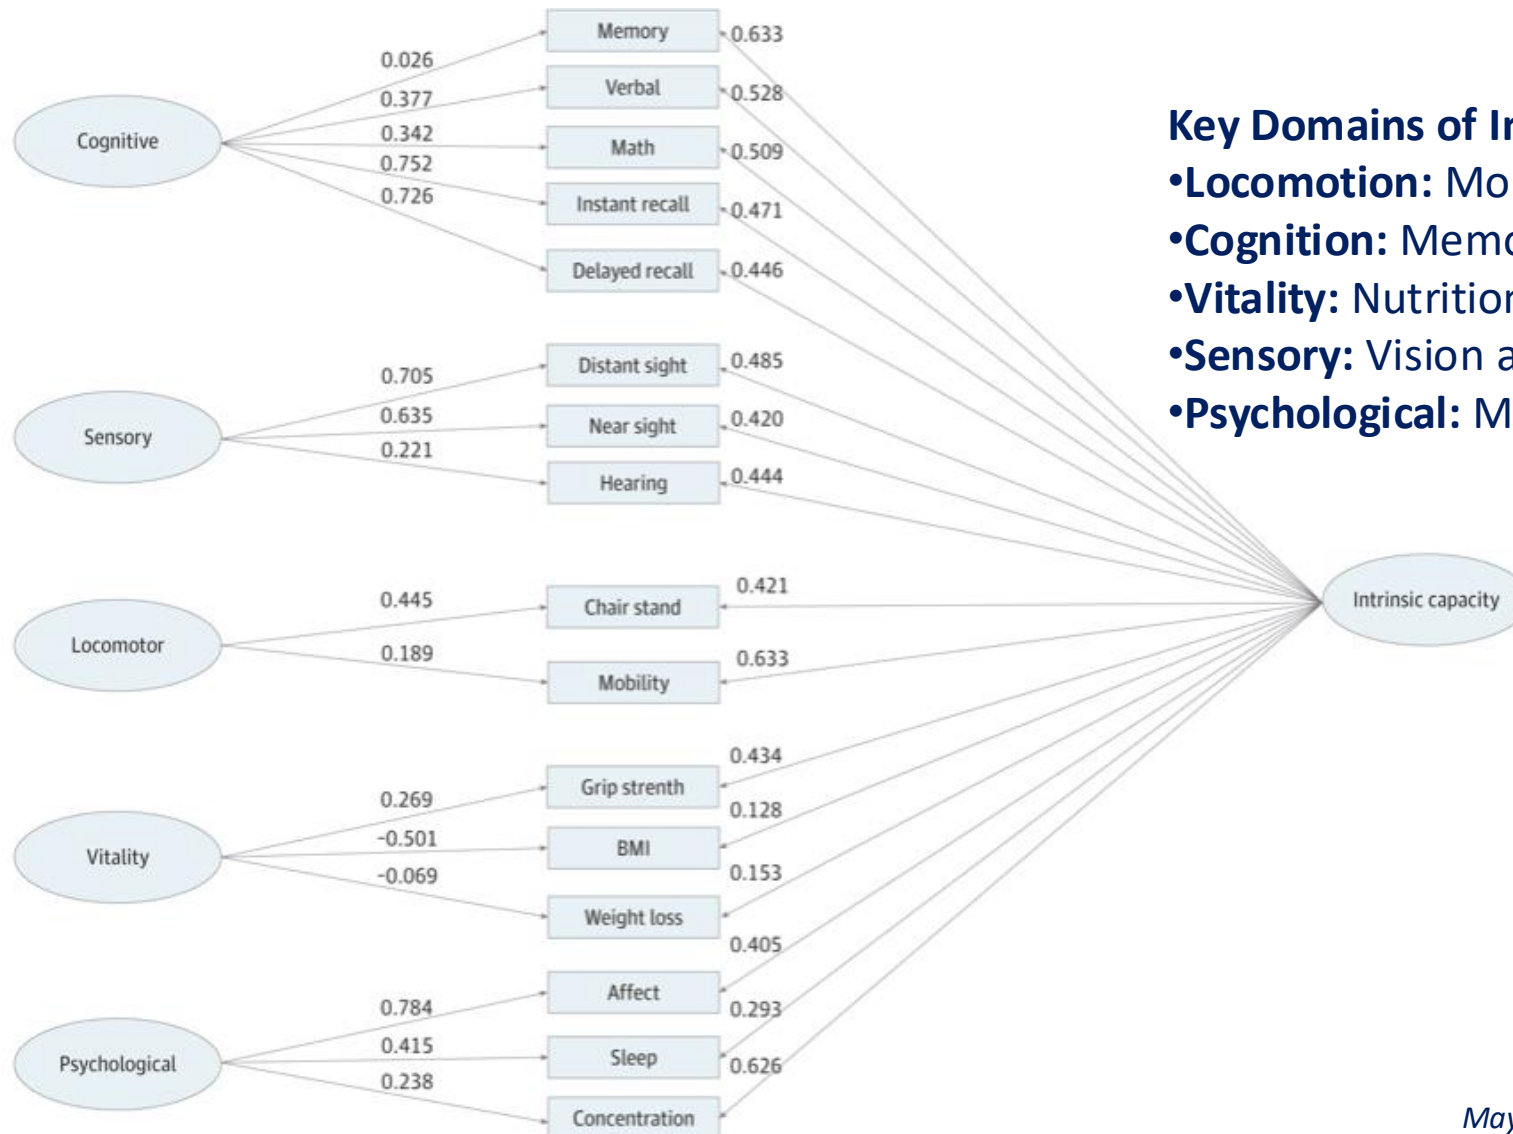 Cognitive
0.026
0.377
0.342
0.752
0.726
Memory
Verbal
Math
Instant recall
Delayed recall
0.633
0.528
0.509
0.471
0.446
Sensory
0.705
0.635
0.221
Distant sight
Near sight
Hearing
0.485
0.420
0.444
Locomotor
0.445
0.189
Chair stand
Mobility
0.421
0.633
Vitality
0.269
-0.501
-0.069
Grip strenth
BMI
Weight loss
0.434
0.128
0.153
Psychological
0.784
0.415
0.238
Affect
Sleep
Concentration
0.405
0.293
0.626
Intrinsic capacity
Key Domains of
•Locomotion:
•Cognition:
•Vitality: Nutrition
•Sensory: Vision
•Psychological:
May